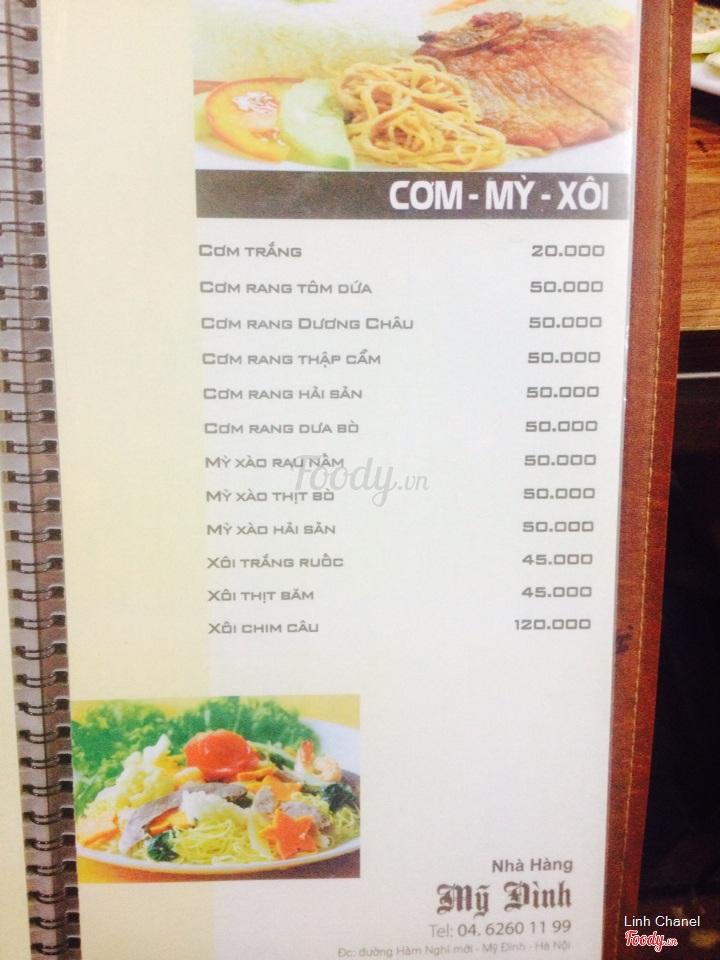 CƠM - MỲ - XÔI
CƠM TRẮNG 20.000
CƠM RANG TÔM DỨA 50.000
CƠM RANG DƯƠNG CHÂU 50.000
CƠM RANG THẬP CẨM 50.000
CƠM RANG HẢI SẢN 50.000
CƠM RANG DƯA BÒ 50.000
MỲ XÀO RAU NẤM 50.000
MỲ XÀO THỊT BÒ 50.000
MỲ XÀO HẢI SẢN 50.000
XÔI TRẮNG RUỐC 45.000
XÔI THỊT BĂM 45.000
XÔI CHIM CÂU 120.000
Foody.vn
Nhà Hàng
Mỹ Đình
Tel: 04. 6260 11 99
Đc: đường Hàm Nghi mới - Mỹ Đình - Hà Nội
Linh Chanel
Foody.vn